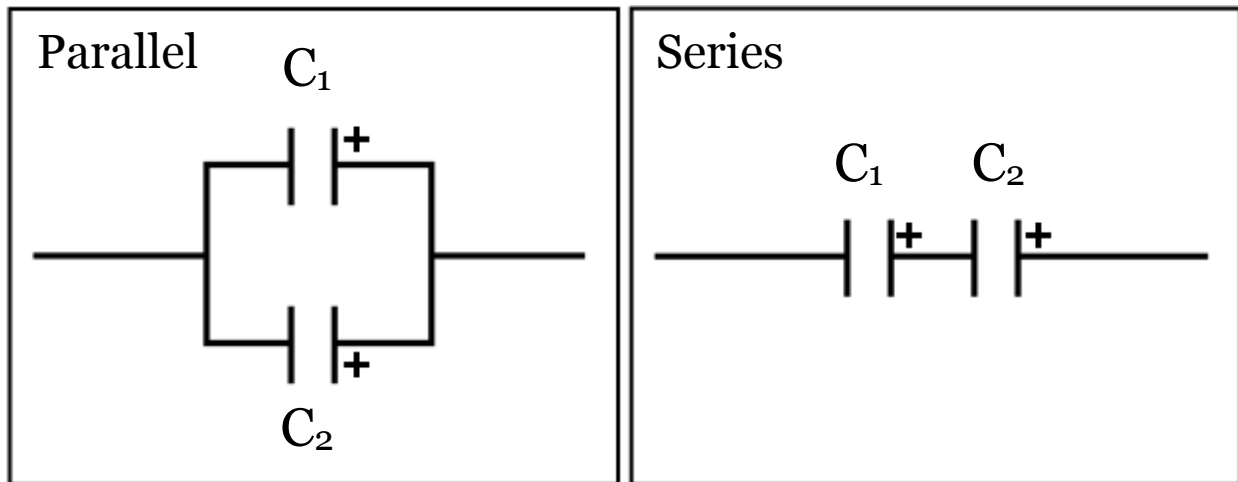 Parallel
C₁
+
+
C₂
Series
C₁ C₂
+ +